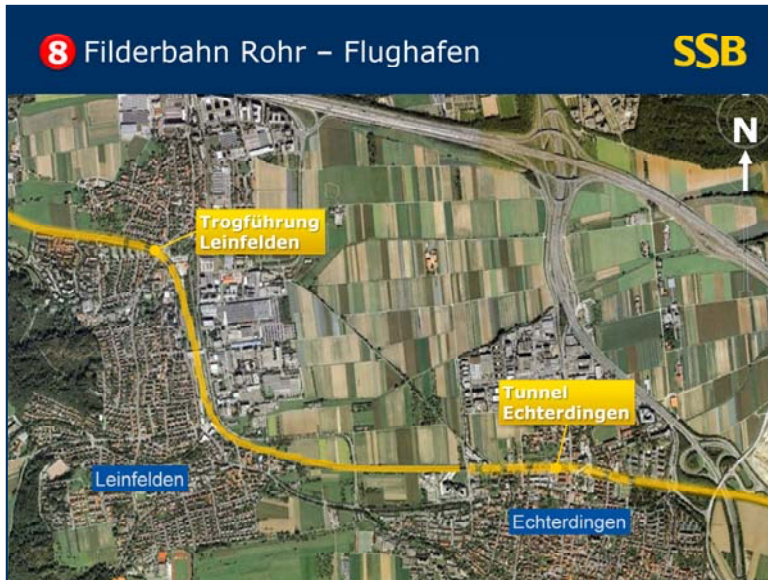 8 Filderbahn Rohr – Flughafen
SSB
N
Trogführung
Leinfelden
Tunnel
Echterdingen
Leinfelden
Echterdingen